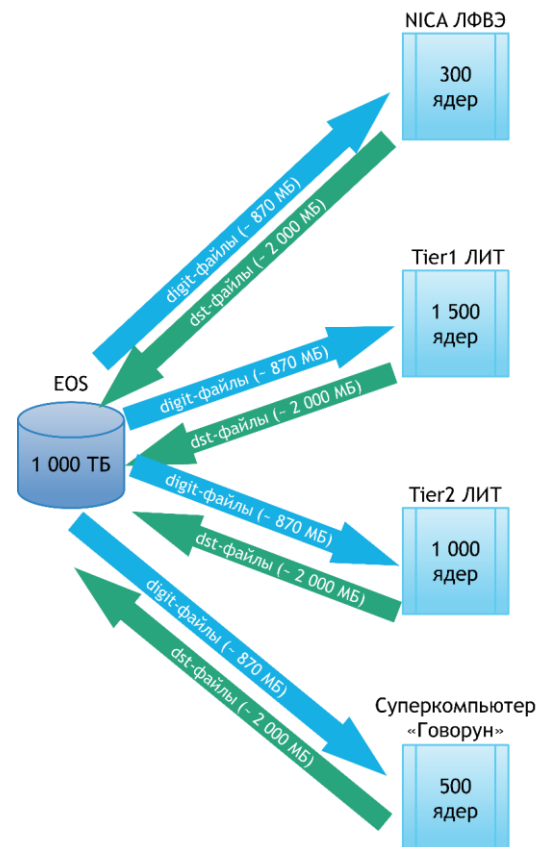 NICA ЛФВЭ
300
ядер
digit-файлы (~ 870 МБ)
dst-файлы (~ 2 000 МБ)
Tier1 ЛИТ
1 500
ядер
digit-файлы (~ 870 МБ)
dst-файлы (~ 2 000 МБ)
EOS
1 000 ТБ
digit-файлы (~ 870 МБ)
dst-файлы (~ 2 000 МБ)
Tier2 ЛИТ
1 000
ядер
digit-файлы (~ 870 МБ)
dst-файлы (~ 2 000 МБ)
Суперкомпьютер
«Говорун»
500
ядер